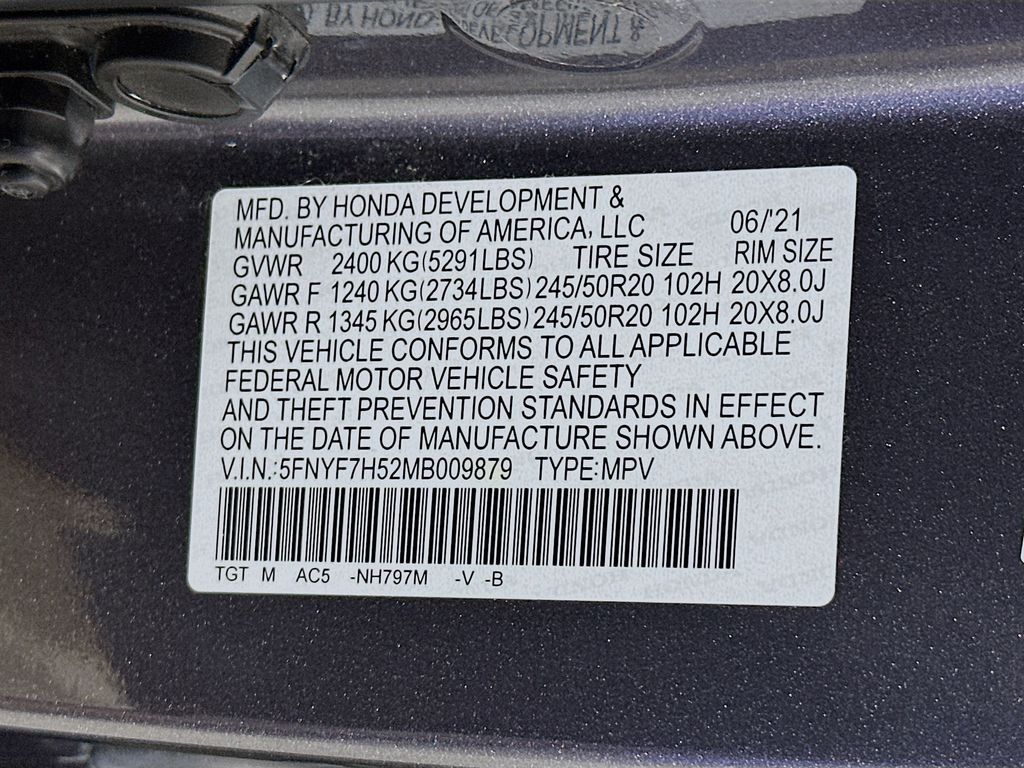 BY HOND
DEVELOPMENT &
MFD. BY HONDA DEVELOPMENT &
MANUFACTURING OF AMERICA, LLC 06/'21
GVWR 2400 KG(5291LBS) TIRE SIZE RIM SIZE
GAWR F 1240 KG(2734LBS) 245/50R20 102H 20X8.0J
GAWR R 1345 KG(2965LBS) 245/50R20 102H 20X8.0J
THIS VEHICLE CONFORMS TO ALL APPLICABLE
FEDERAL MOTOR VEHICLE SAFETY
AND THEFT PREVENTION STANDARDS IN EFFECT
ON THE DATE OF MANUFACTURE SHOWN ABOVE.
V.I.N.:5FNYF7H52MB009879 TYPE:MPV
TGT M AC5 -NH797M -V -B